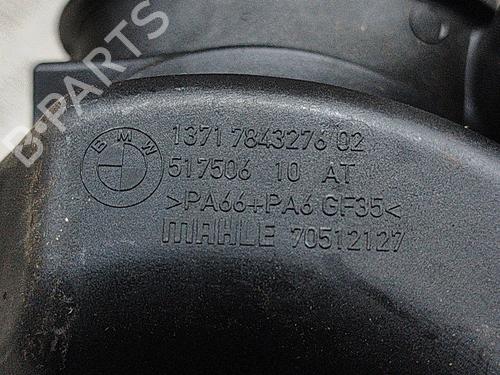 B-PARTS
BMW
1371 7843276 02
517506 10 AT
>PA66+PA6 GF35<
MAHLE 70512127